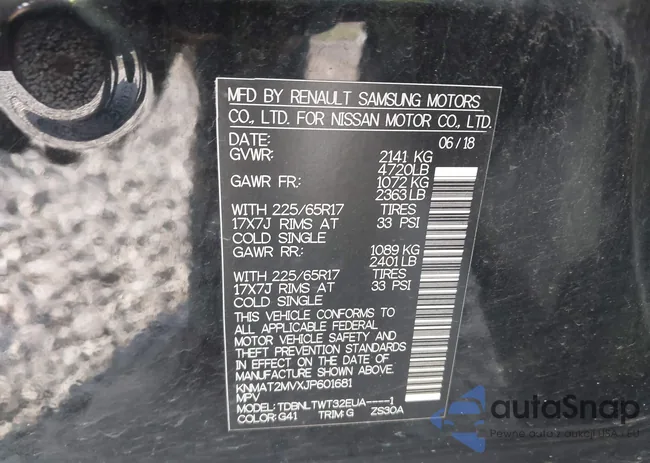 MFD BY RENAULT SAMSUNG MOTORS
CO., LTD. FOR NISSAN MOTOR CO., LTD.
DATE: 06/18
GVWR: 2141 KG
4720LB
GAWR FR: 1072 KG
2363LB
WITH 225/65R17 TIRES
17X7J RIMS AT 33 PSI
COLD SINGLE
GAWR RR: 1089 KG
2401LB
WITH 225/65R17 TIRES
17X7J RIMS AT 33 PSI
COLD SINGLE
THIS VEHICLE CONFORMS TO
ALL APPLICABLE FEDERAL
MOTOR VEHICLE SAFETY AND
THEFT PREVENTION STANDARDS
IN EFFECT ON THE DATE OF
MANUFACTURE SHOWN ABOVE.
KNMAT2MVXJP601681
MPV
MODEL: TDBNLTWT32EUA----1
COLOR: G41 TRIM: G ZS30A
autoSnap
Pewne auto z USA i EU